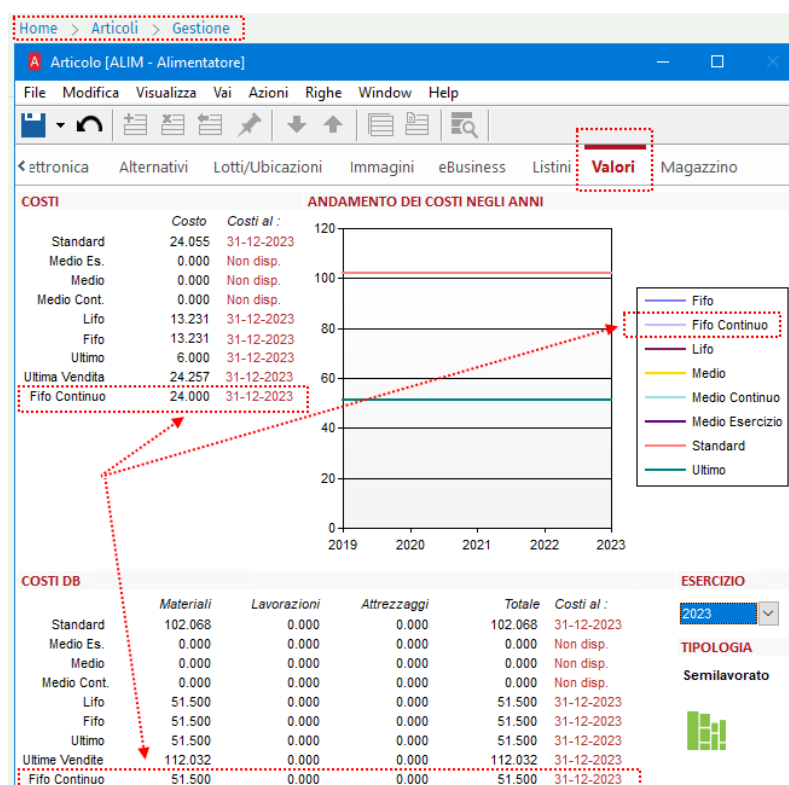 Home > Articoli > Gestione
A Articolo [ALIM - Alimentatore]
File Modifica Visualizza Vai Azioni Righe Window Help
ettronica Alternativi Lotti/Ubicazioni Immagini eBusiness Listini Valori Magazzino
COSTI
Costo Costi al :
Standard 24.055 31-12-2023
Medio Es. 0.000 Non disp.
Medio 0.000 Non disp.
Medio Cont. 0.000 Non disp.
Lifo 13.231 31-12-2023
Fifo 13.231 31-12-2023
Ultimo 6.000 31-12-2023
Ultima Vendita 24.257 31-12-2023
Fifo Continuo 24.000 31-12-2023
ANDAMENTO DEI COSTI NEGLI ANNI
120
100
80
60
40
20
0
2019 2020 2021 2022 2023
Fifo
Fifo Continuo
Lifo
Medio
Medio Continuo
Medio Esercizio
Standard
Ultimo
COSTI DB
Materiali Lavorazioni Attrezzaggi Totale Costi al :
Standard 102.068 0.000 0.000 102.068 31-12-2023
Medio Es. 0.000 0.000 0.000 0.000 Non disp.
Medio 0.000 0.000 0.000 0.000 Non disp.
Medio Cont. 0.000 0.000 0.000 0.000 Non disp.
Lifo 51.500 0.000 0.000 51.500 31-12-2023
Fifo 51.500 0.000 0.000 51.500 31-12-2023
Ultimo 51.500 0.000 0.000 51.500 31-12-2023
Ultime Vendite 112.032 0.000 0.000 112.032 31-12-2023
Fifo Continuo 51.500 0.000 0.000 51.500 31-12-2023
ESERCIZIO
2023
TIPOLOGIA
Semilavorato